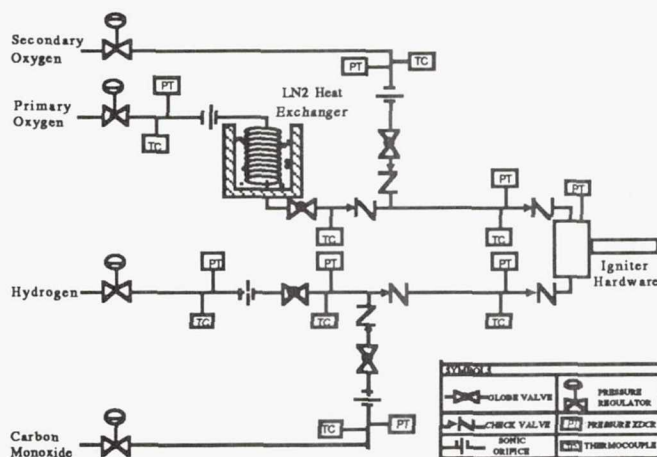 Secondary
Oxygen
PT
TC
Primary
Oxygen
PT
TC
LN2 Heat
Exchanger
TC
PT
TC
PT
Igniter
Hardware
Hydrogen
PT
TC
PT
TC
PT
TC
Carbon
Monoxide
TC
PT
SYMBOLS
GLOBE VALVE
PRESSURE
REGULATOR
CHECK VALVE
PT
PRESSURE XDCR
SONIC
ORIFICE
TC
THERMOCOUPLE